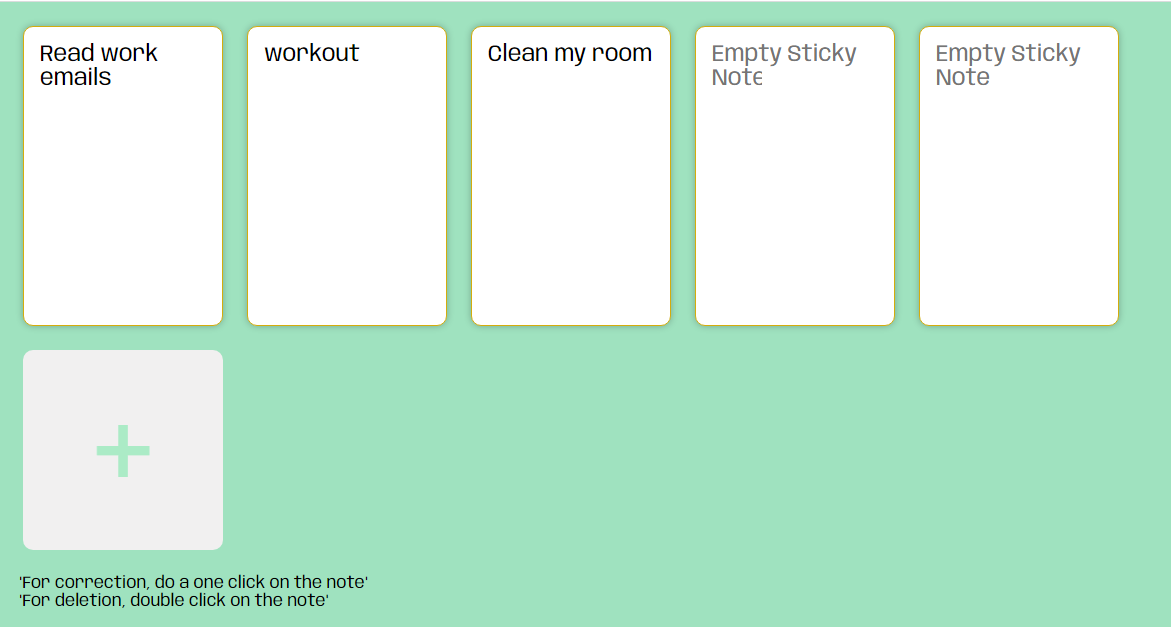 Read work
emails
workout
Clean my room
Empty Sticky
Note
Empty Sticky
Note
+
'For correction, do a one click on the note'
'For deletion, double click on the note'